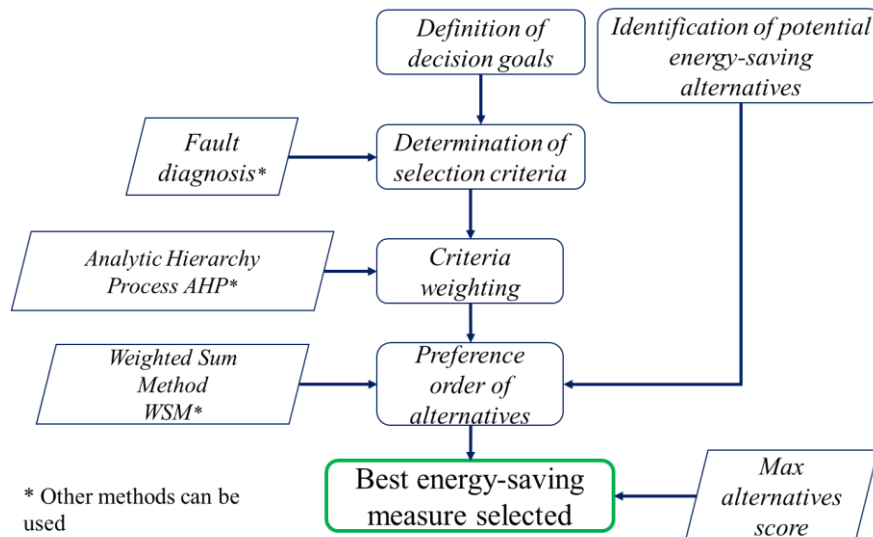 Definition of
decision goals
Identification of potential
energy-saving
alternatives
Fault
diagnosis*
Determination of
selection criteria
Analytic Hierarchy
Process AHP*
Criteria
weighting
Weighted Sum
Method
WSM*
Preference
order of
alternatives
Best energy-saving
measure selected
Max
alternatives
score
* Other methods can be
used